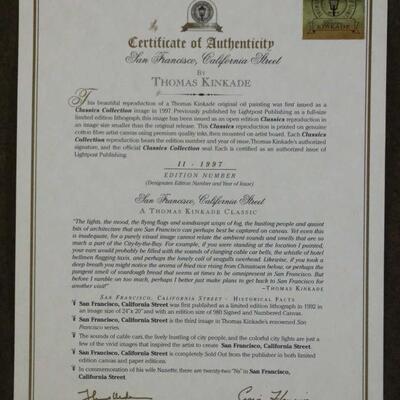 KINKADE
Certificate of Authenticity
San Francisco, California Street
BY
THOMAS KINKADE
This beautiful reproduction of a Thomas Kinkade original oil painting was first issued as a
Classics Collection image in 1997. Previously published by Lightpost Publishing as a full-size
limited edition lithograph, this image has been issued as an open edition Classics reproduction in
an image size smaller than the original release. This Classics reproduction is printed on genuine
cotton fibre artist canvas using premium quality inks, then mounted on artist board. Each Classics
Collection reproduction bears the edition number and year of issue, Thomas Kinkade's authorized
signature, and the official Classics Collection seal. Each is certified as an authorized issue of
Lightpost Publishing.
II - 1997
EDITION NUMBER
(Designates Edition Number and Year of Issue)
San Francisco, California Street
A THOMAS KINKADE CLASSIC
"The lights, the mood, the flying flags and windswept wisps of fog, the bustling people and quaint
bits of architecture that are San Francisco can perhaps best be captured on canvas. Yet even this
is inadequate, for a purely visual image cannot relate the ambient sounds and smells that are so
much a part of the City-by-the-Bay. For example, if you were standing at the location I painted,
your ears would probably be filled with the sounds of clanging cable car bells, the whistle of hotel
bellmen flagging taxis, and perhaps the lonely call of seagulls overhead. Likewise, if you took a
deep breath you might notice the aroma of fried rice rising from Chinatown below, or perhaps the
pungent smell of sourdough bread that seems at times to be omnipresent in San Francisco. But
before I ramble on too much, perhaps I better just make plans to get back to San Francisco for
another visit!"
–THOMAS KINKADE
SAN FRANCISCO, CALIFORNIA STREET - HISTORICAL FACTS
San Francisco, California Street was first published as a limited edition lithograph in 1992 in
an image size of 24"x 20" and with an edition size of 980 Signed and Numbered Canvas.
San Francisco, California Street is the third image in Thomas Kinkade's renowned San
Francisco series.
The sounds of cable cars, the lively bustling of city people, and the colorful city lights are just a
few of the vivid images that inspired the artist to create San Francisco, California Street.
San Francisco, California Street is completely Sold Out from the publisher in both limited
edition canvas and paper editions.
In commemoration of his wife Nanette, there are twenty-two "Ns" in San Francisco,
California Street.